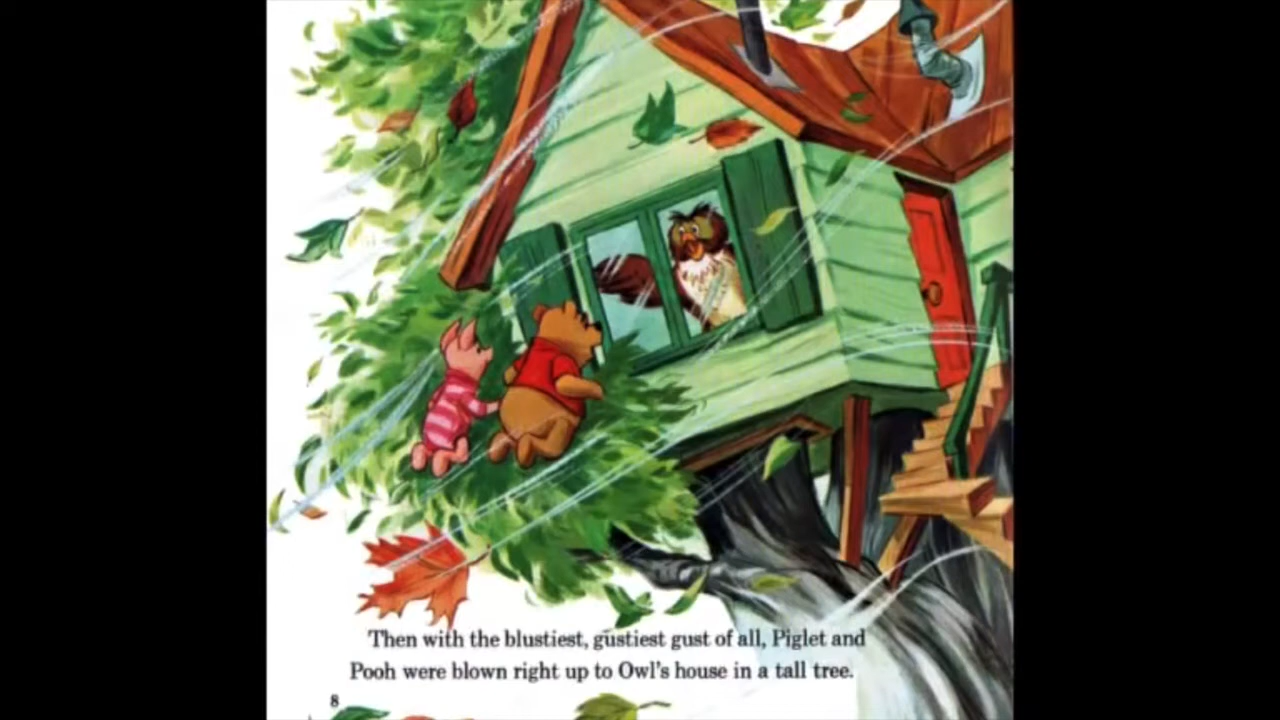 Then with the blustiest, gustiest gust of all, Piglet and
Pooh were blown right up to Owl's house in a tall tree.
8